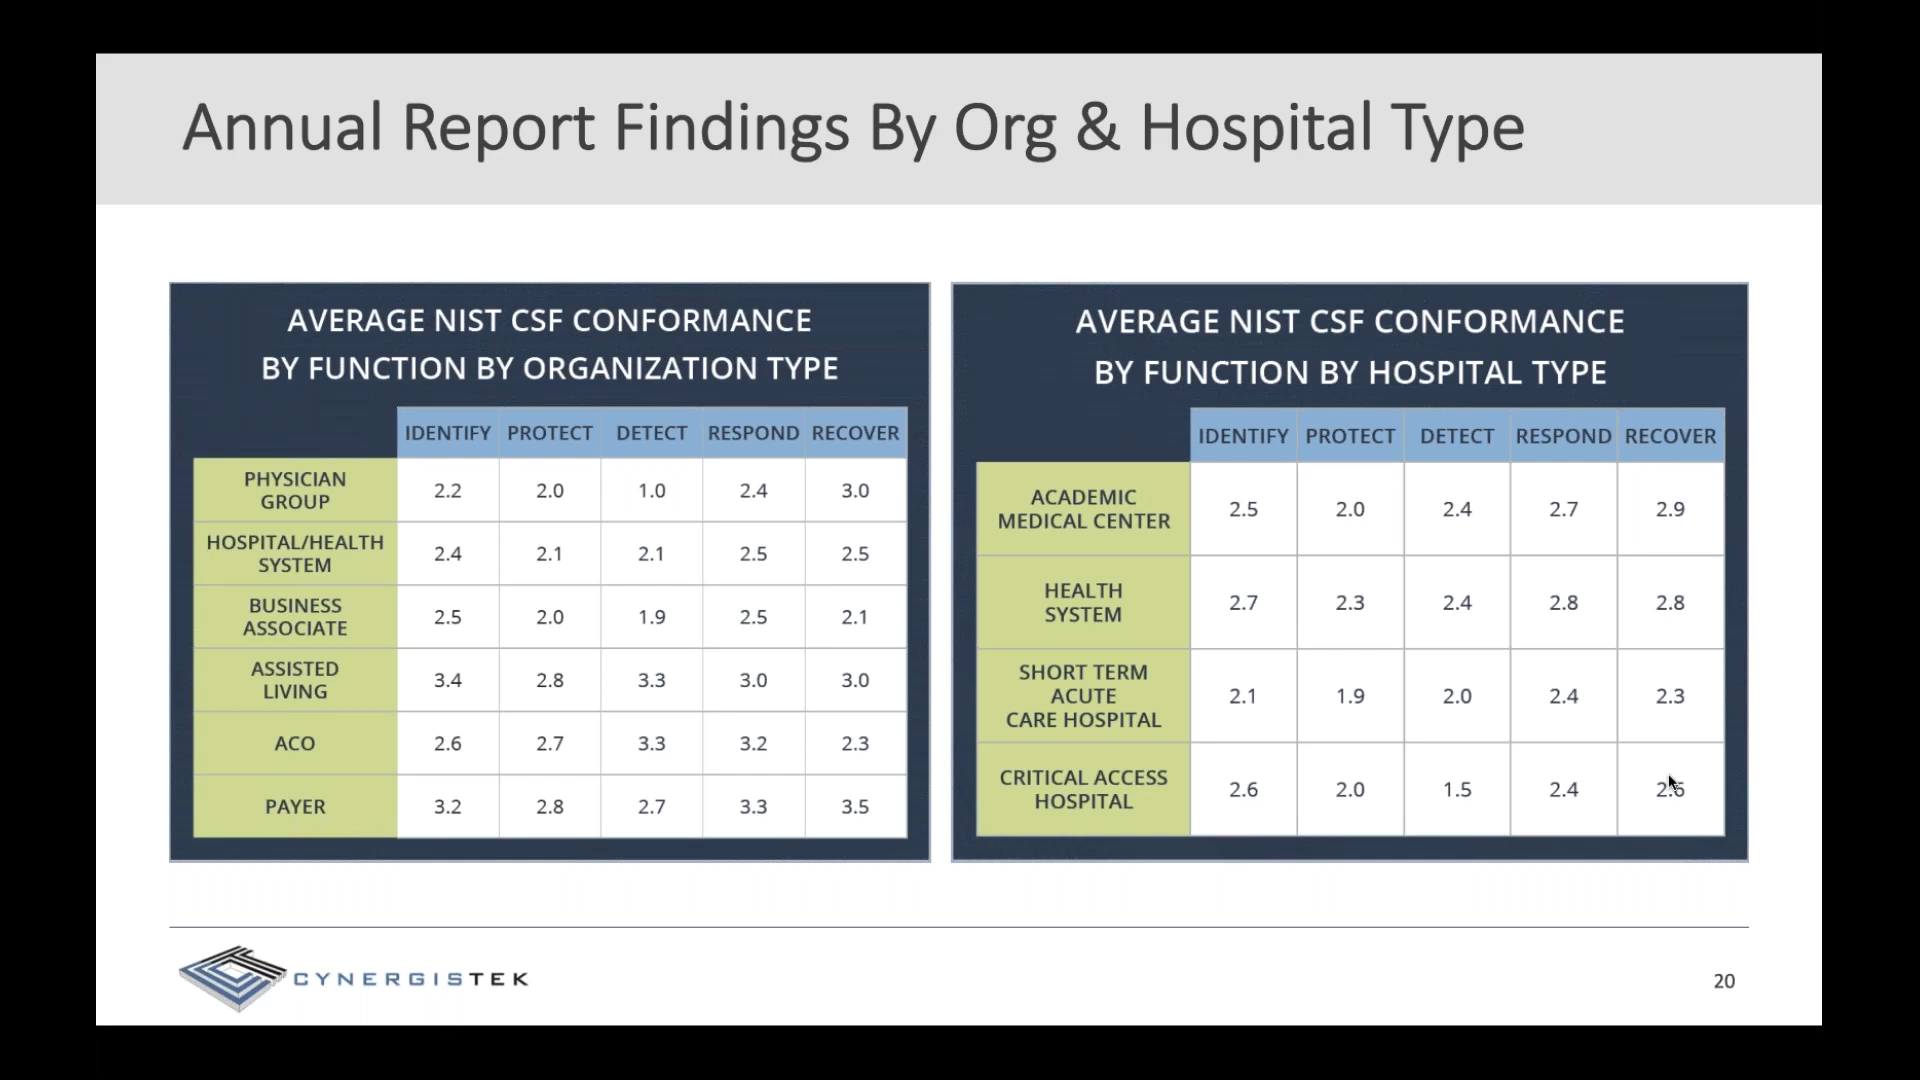 Annual Report Findings By Org & Hospital Type
AVERAGE NIST CSF CONFORMANCE
BY FUNCTION BY ORGANIZATION TYPE
IDENTIFY PROTECT DETECT RESPOND RECOVER
PHYSICIAN
GROUP
2.2 2.0 1.0 2.4 3.0
HOSPITAL/HEALTH
SYSTEM
2.4 2.1 2.1 2.5 2.5
BUSINESS
ASSOCIATE
2.5 2.0 1.9 2.5 2.1
ASSISTED
LIVING
3.4 2.8 3.3 3.0 3.0
ACO 2.6 2.7 3.3 3.2 2.3
PAYER 3.2 2.8 2.7 3.3 3.5
AVERAGE NIST CSF CONFORMANCE
BY FUNCTION BY HOSPITAL TYPE
IDENTIFY PROTECT DETECT RESPOND RECOVER
ACADEMIC
MEDICAL CENTER
2.5 2.0 2.4 2.7 2.9
HEALTH
SYSTEM
2.7 2.3 2.4 2.8 2.8
SHORT TERM
ACUTE
CARE HOSPITAL
2.1 1.9 2.0 2.4 2.3
CRITICAL ACCESS
HOSPITAL
2.6 2.0 1.5 2.4
CYNERGISTEK
20